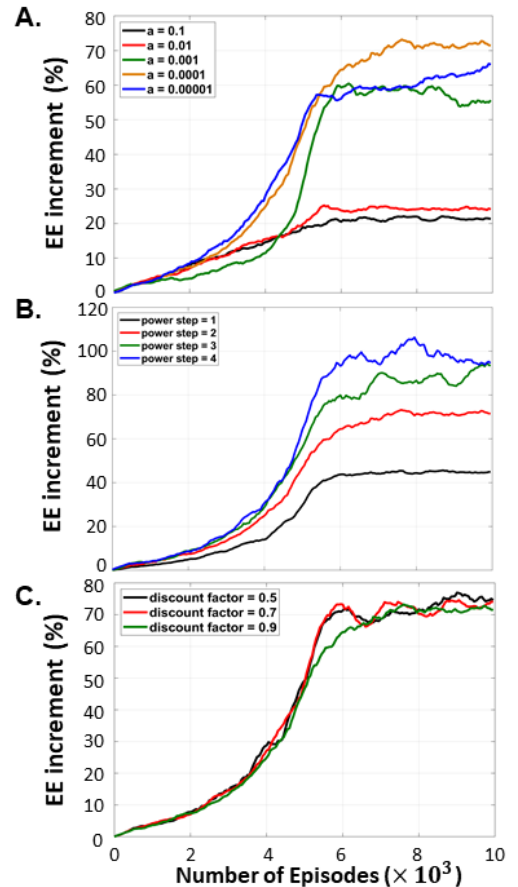 A.
a = 0.1
a = 0.01
a = 0.001
a = 0.0001
a = 0.00001
80
70
60
50
40
30
20
10
0
EE increment (%)
B.
power step = 1
power step = 2
power step = 3
power step = 4
120
100
80
60
40
20
0
EE increment (%)
C.
discount factor = 0.5
discount factor = 0.7
discount factor = 0.9
80
70
60
50
40
30
20
10
0
EE increment (%)
0 2 4 6 8 10
Number of Episodes (× 10³)